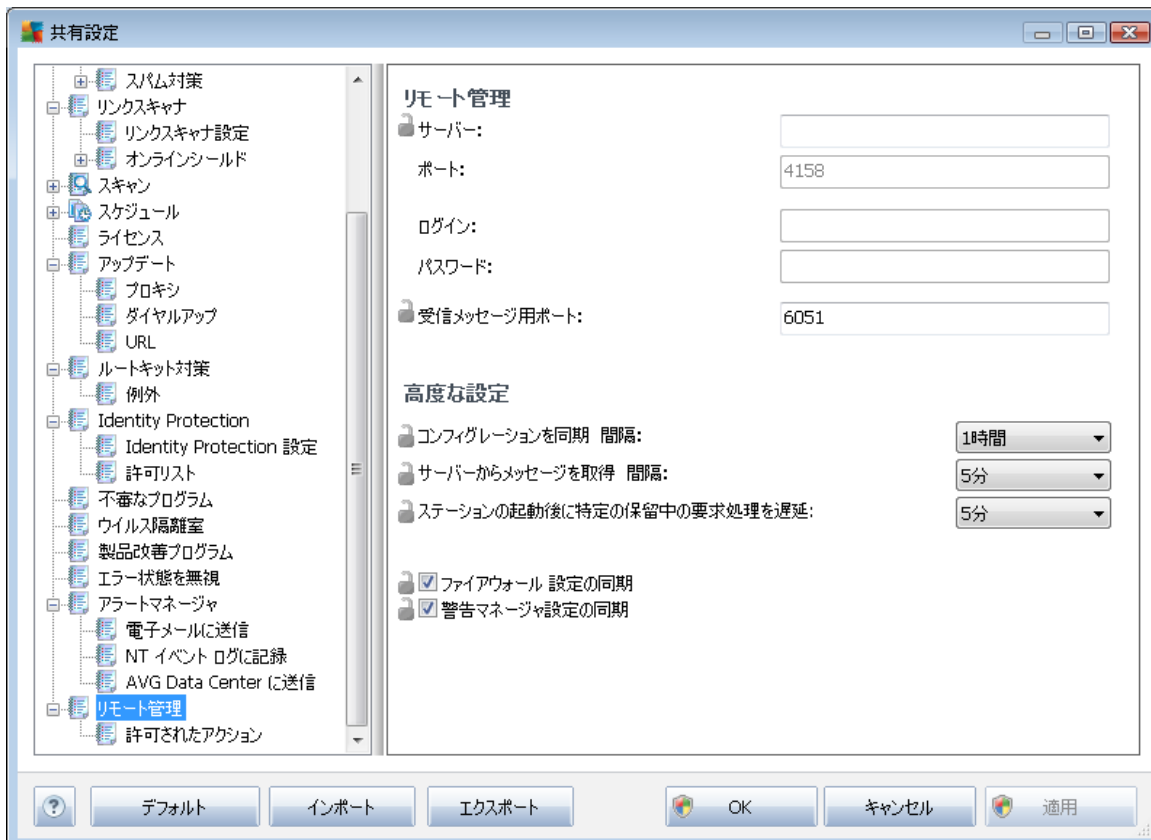 共有設定
スパム対策
リンクスキャナ
リンクスキャナ設定
オンラインシールド
スキャン
スケジュール
ライセンス
アップデート
プロキシ
ダイヤルアップ
URL
ルートキット対策
例外
Identity Protection
Identity Protection 設定
許可リスト
不審なプログラム
ウイルス隔離室
製品改善プログラム
エラー状態を無視
アラートマネージャ
電子メールに送信
NT イベント ログに記録
AVG Data Center に送信
リモート管理
許可されたアクション
リモート管理
サーバー:
ポート: 4158
ログイン:
パスワード:
受信メッセージ用ポート: 6051
高度な設定
コンフィグレーションを同期 間隔: 1時間
サーバーからメッセージを取得 間隔: 5分
ステーションの起動後に特定の保留中の要求処理を遅延: 5分
ファイアウォール 設定の同期
警告マネージャ設定の同期
? デフォルト インポート エクスポート OK キャンセル 適用